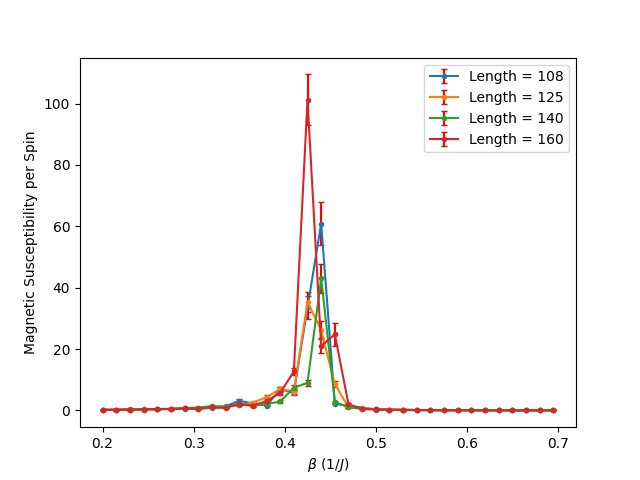 Length = 108
Length = 125
Length = 140
Length = 160
Magnetic Susceptibility per Spin
100
80
60
40
20
0
0.2 0.3 0.4 0.5 0.6 0.7
β (1/J)